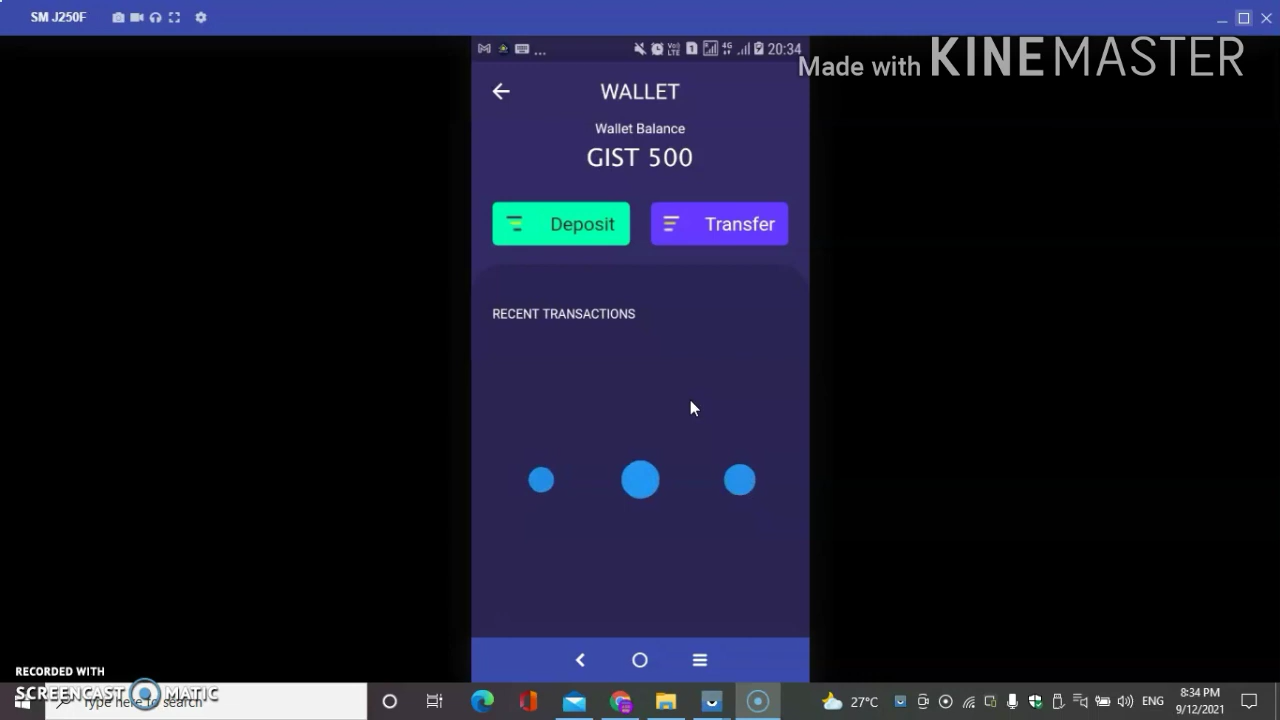 SM J250F
...
20:34
Made with KINEMASTER
WALLET
Wallet Balance
GIST 500
Deposit
Transfer
RECENT TRANSACTIONS
RECORDED WITH
SCREENCAST MATIC
Type here to search
27°C
ENG
8:34 PM
9/12/2021